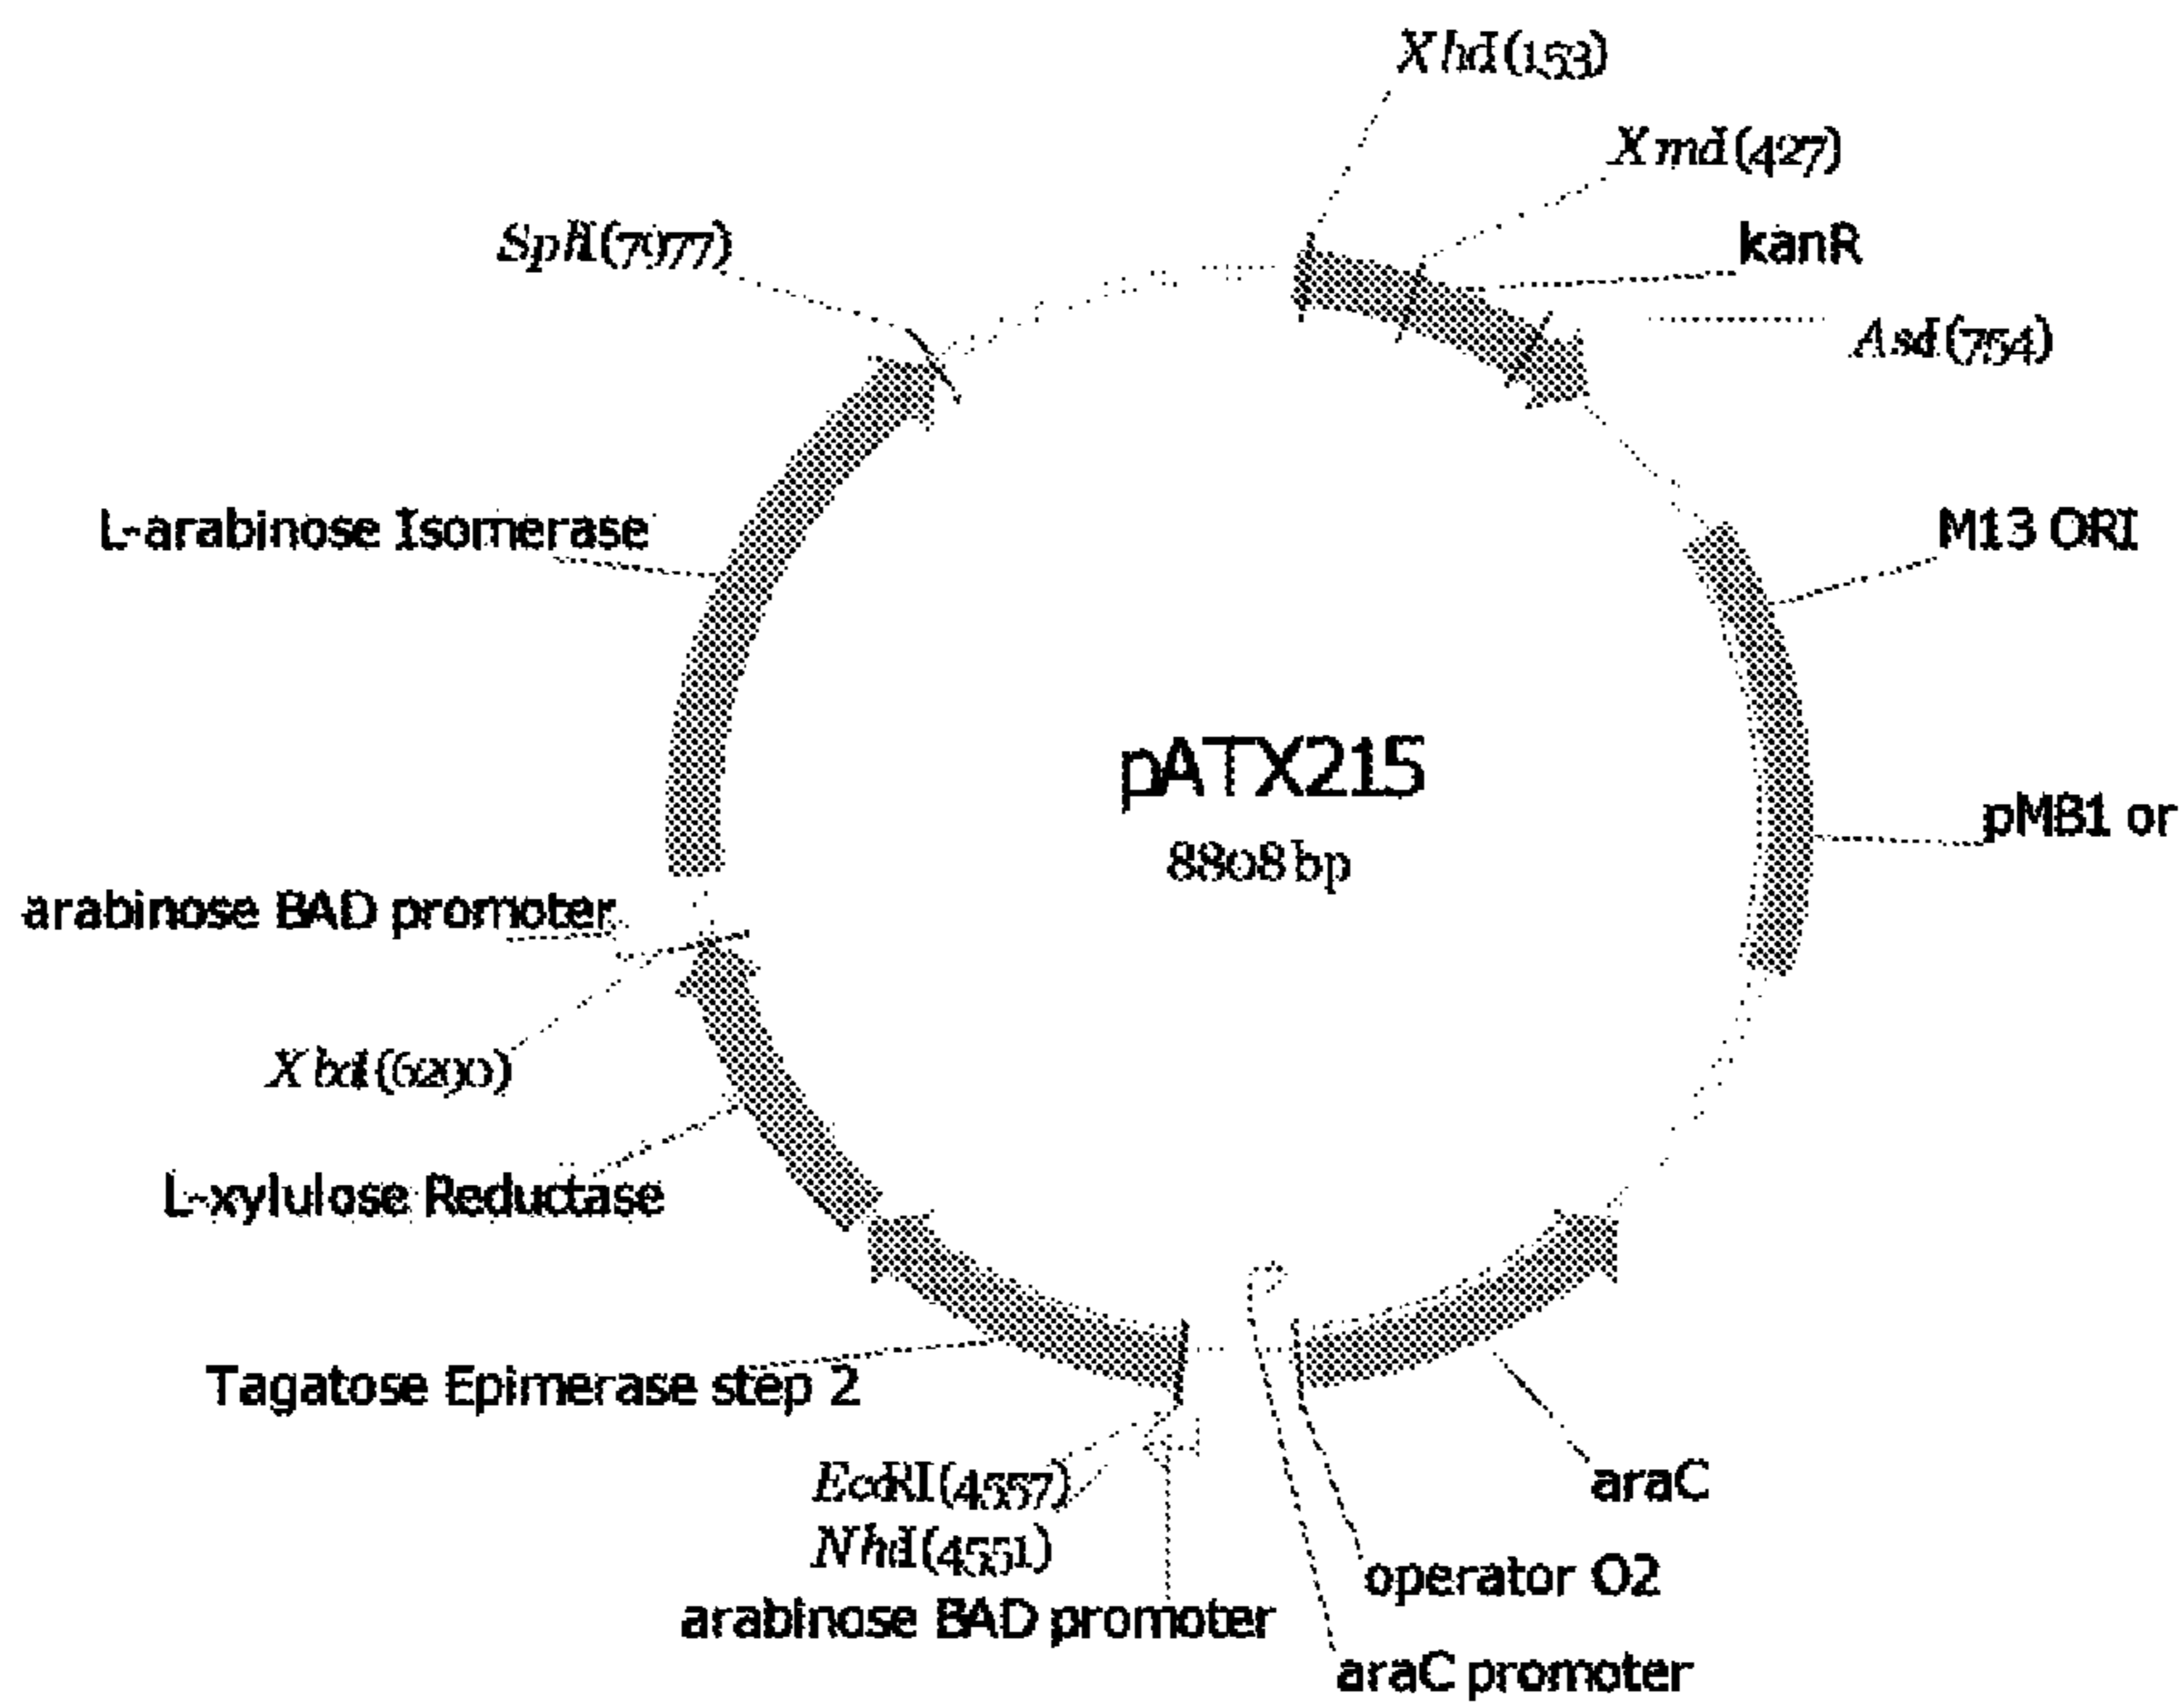 XhoI(153)
XmaI(427)
kanR
SphI(7977)
AscI(754)
L-arabinose Isomerase
M13 ORI
pATX215
8808 bp
pMB1 or
arabinose BAD promoter
XbaI(6290)
L-xylulose Reductase
Tagatose Epimerase step 2
EcoRI(4557)
araC
NheI(4551)
operator O2
arabinose BAD promoter
araC promoter